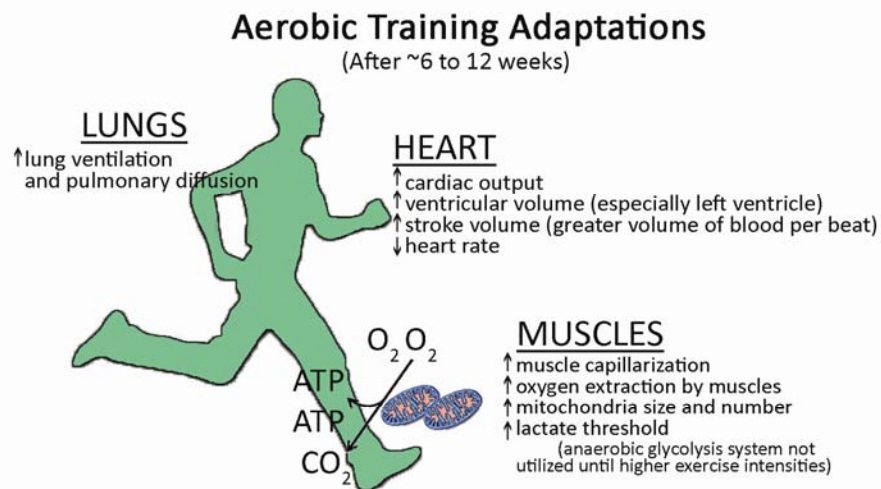 Aerobic Training Adaptations
(After ~6 to 12 weeks)
LUNGS
↑lung ventilation
and pulmonary diffusion
HEART
↑cardiac output
↑ventricular volume (especially left ventricle)
↑stroke volume (greater volume of blood per beat)
↓heart rate
O₂ O₂
ATP
ATP
CO₂
MUSCLES
↑muscle capillarization
↑oxygen extraction by muscles
↑mitochondria size and number
↑lactate threshold
(anaerobic glycolysis system not
utilized until higher exercise intensities)